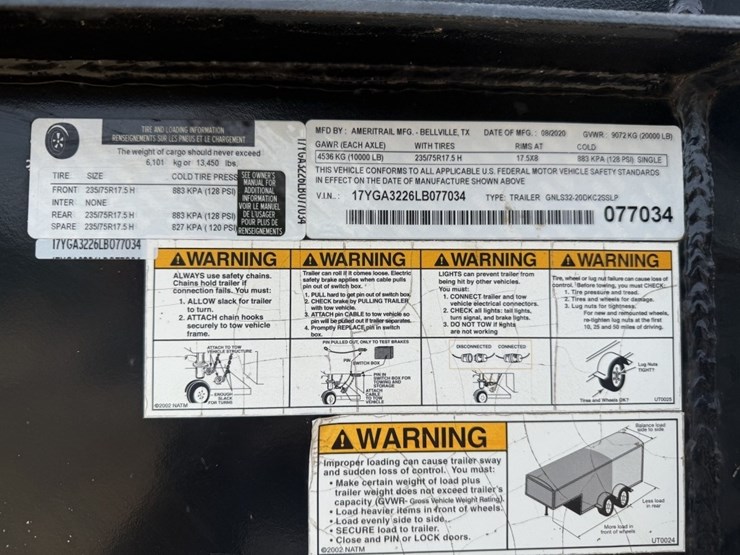 TIRE AND LOADING INFORMATION
RENSEIGNEMENTS SUR LES PNEUS ET LE CHARGEMENT
The weight of cargo should never exceed
6,101 kg or 13,450 lbs.
TIRE SIZE COLD TIRE PRESS
FRONT 235/75R17.5 H 883 KPA (128 PSI)
INTER NONE
REAR 235/75R17.5 H 883 KPA (128 PSI)
SPARE 235/75R17.5 H 827 KPA (120 PSI)
SEE OWNER'S
MANUAL FOR
ADDITIONAL
INFORMATION
VOIR LE MANUEL
DE L'USAGER
POUR PLUS DE
RENSEIGNEMENTS
17YGA3226LB077034
17YGA3226LB077034
MFD BY : AMERITRAIL MFG. - BELLVILLE, TX DATE OF MFG. : 09/2020 GVWR: 9072 KG (20000 LB)
GAWR (EACH AXLE) WITH TIRES RIMS AT COLD
4536 KG (10000 LB) 235/75R17.5 H 17.5X8 883 KPA (128 PSI) SINGLE
THIS VEHICLE CONFORMS TO ALL APPLICABLE U.S. FEDERAL MOTOR VEHICLE SAFETY STANDARDS
IN EFFECT ON THE DATE OF MANUFACTURE SHOWN ABOVE
V.I.N.: 17YGA3226LB077034 TYPE: TRAILER GNLS32-20DKC2SSLP
077034
WARNING
ALWAYS use safety chains.
Chains hold trailer if
connection fails. You must:
1. ALLOW slack for trailer
to turn.
2. ATTACH chain hooks
securely to tow vehicle
frame.
ATTACH TO TOW
VEHICLE STRUCTURE
ENOUGH
SLACK
FOR TURNS
©2002 NATM
WARNING
Trailer can roll if it comes loose. Electric
safety brake applies when cable pulls
pin out of switch box.
1. PULL hard to get pin out of switch box
2. CHECK brake by PULLING TRAILER
with tow vehicle.
3. ATTACH pin CABLE to tow vehicle so
pin will be pulled out if trailer separates.
4. Promptly REPLACE pin in switch
box.
PIN PULLED OUT, ONLY TO TEST BRAKES
PIN
SWITCH BOX
PIN IN
SWITCH BOX FOR
TOWING AND
STORAGE
ATTACH
CABLE
TO TOW
VEHICLE
WARNING
LIGHTS can prevent trailer from
being hit by other vehicles.
You must:
1. CONNECT trailer and tow
vehicle electrical connectors.
2. CHECK all lights: tail lights,
turn signal, and brake lights.
3. DO NOT TOW if lights
are not working
DISCONNECTED CONNECTED
WARNING
Tire, wheel or lug nut failure can cause loss of
control. Before towing, you must CHECK:
1. Tire pressure and tread.
2. Tires and wheels for damage.
3. Lug nuts for tightness.
For new and remounted wheels,
re-tighten lug nuts at the first
10, 25 and 50 miles of driving.
Lug Nuts
TIGHT?
Tires and Wheels OK?
UT0025
WARNING
Improper loading can cause trailer sway
and sudden loss of control. You must:
• Make certain weight of load plus
trailer weight does not exceed trailer's
capacity (GVWR- Gross Vehicle Weight Rating).
• Load heavier items in front of wheels.
• Load evenly side to side.
• SECURE load to trailer.
• Close and PIN or LOCK doors.
©2002 NATM
Balance load
side to side
Less load
in rear
More load in
front of wheels
UT0024